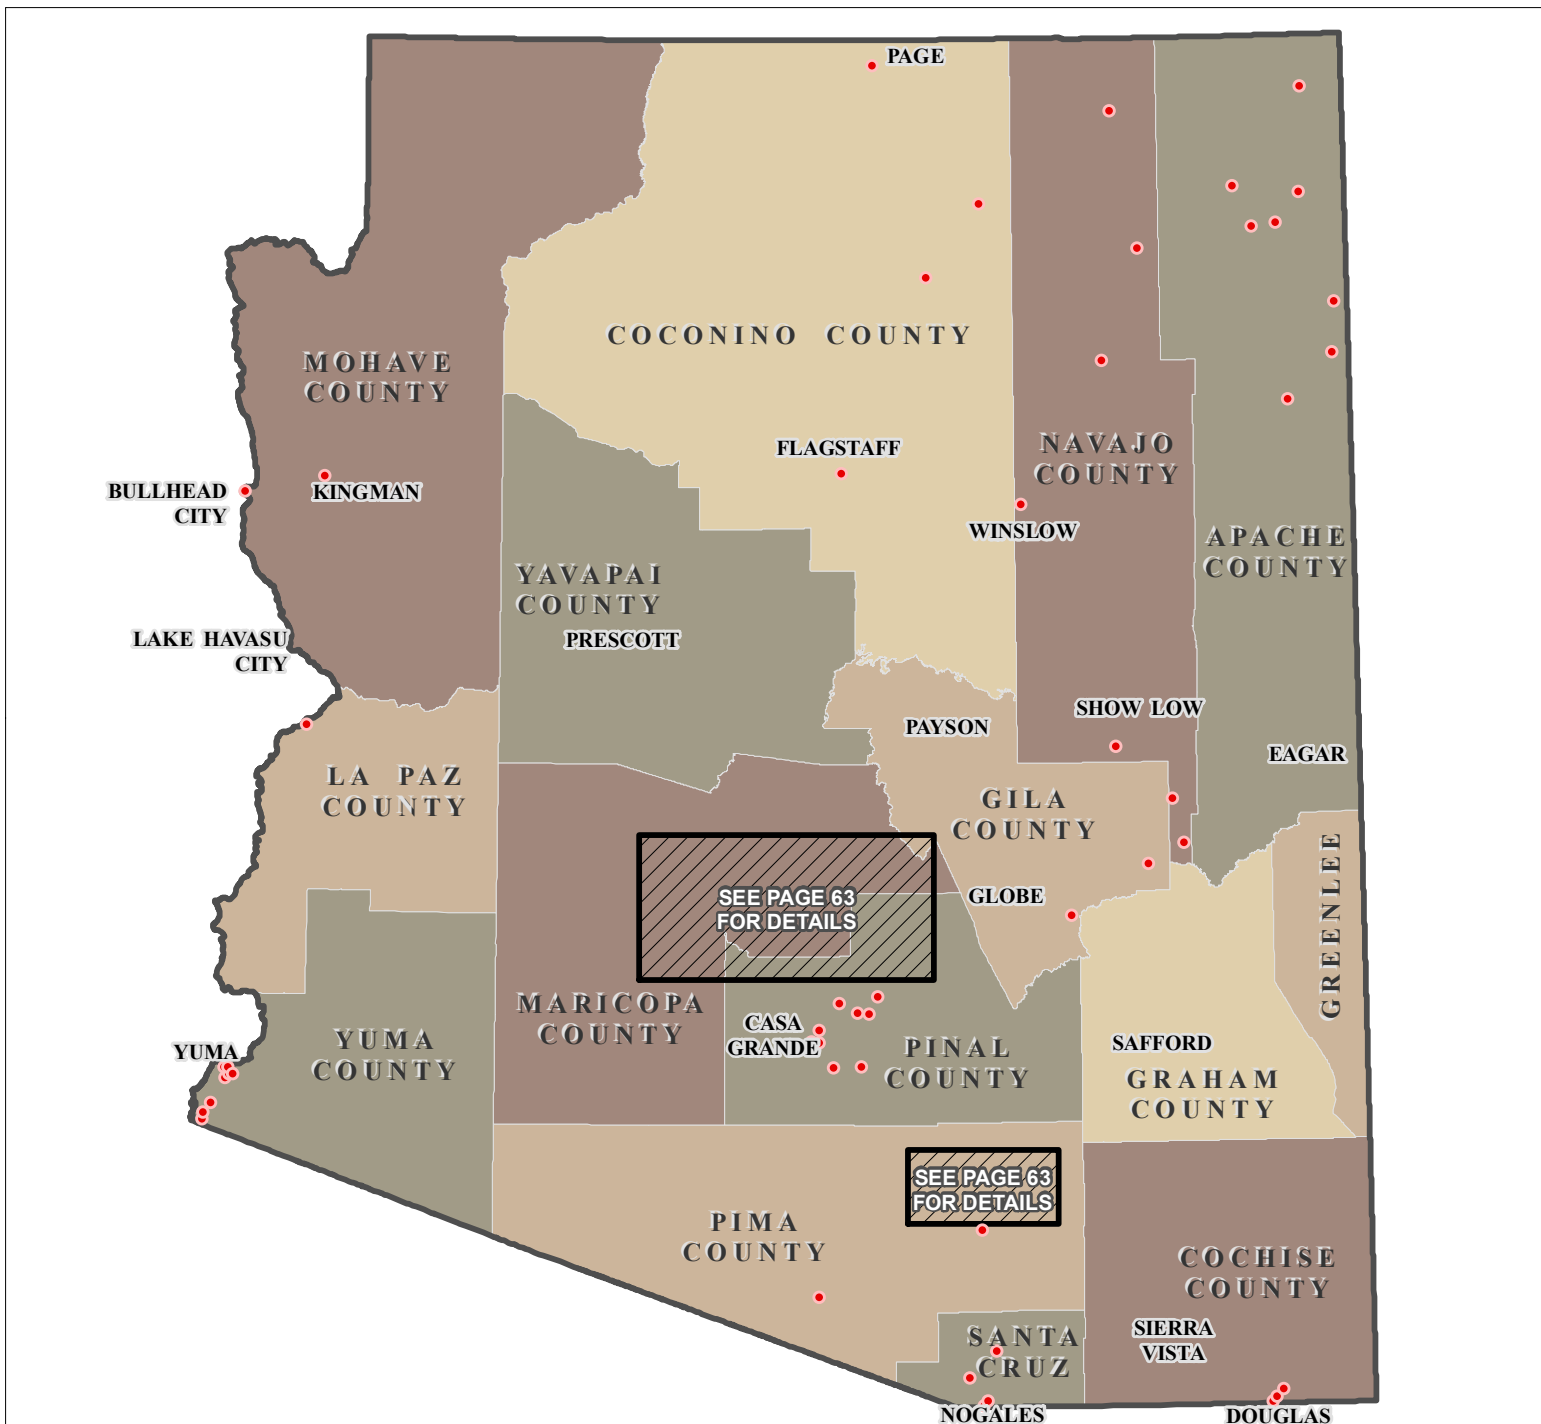 PAGE
COCONINO COUNTY
MOHAVE
COUNTY
FLAGSTAFF
NAVAJO
COUNTY
BULLHEAD
CITY
KINGMAN
WINSLOW
APACHE
COUNTY
YAVAPAI
COUNTY
PRESCOTT
LAKE HAVASU
CITY
SHOW LOW
PAYSON
EAGAR
LA PAZ
COUNTY
GILA
COUNTY
GREENLEE
SEE PAGE 63
FOR DETAILS
GLOBE
MARICOPA
COUNTY
CASA
GRANDE
YUMA
YUMA
COUNTY
PINAL
COUNTY
SAFFORD
GRAHAM
COUNTY
SEE PAGE 63
FOR DETAILS
PIMA
COUNTY
COCHISE
COUNTY
SANTA
CRUZ
SIERRA
VISTA
NOGALES
DOUGLAS